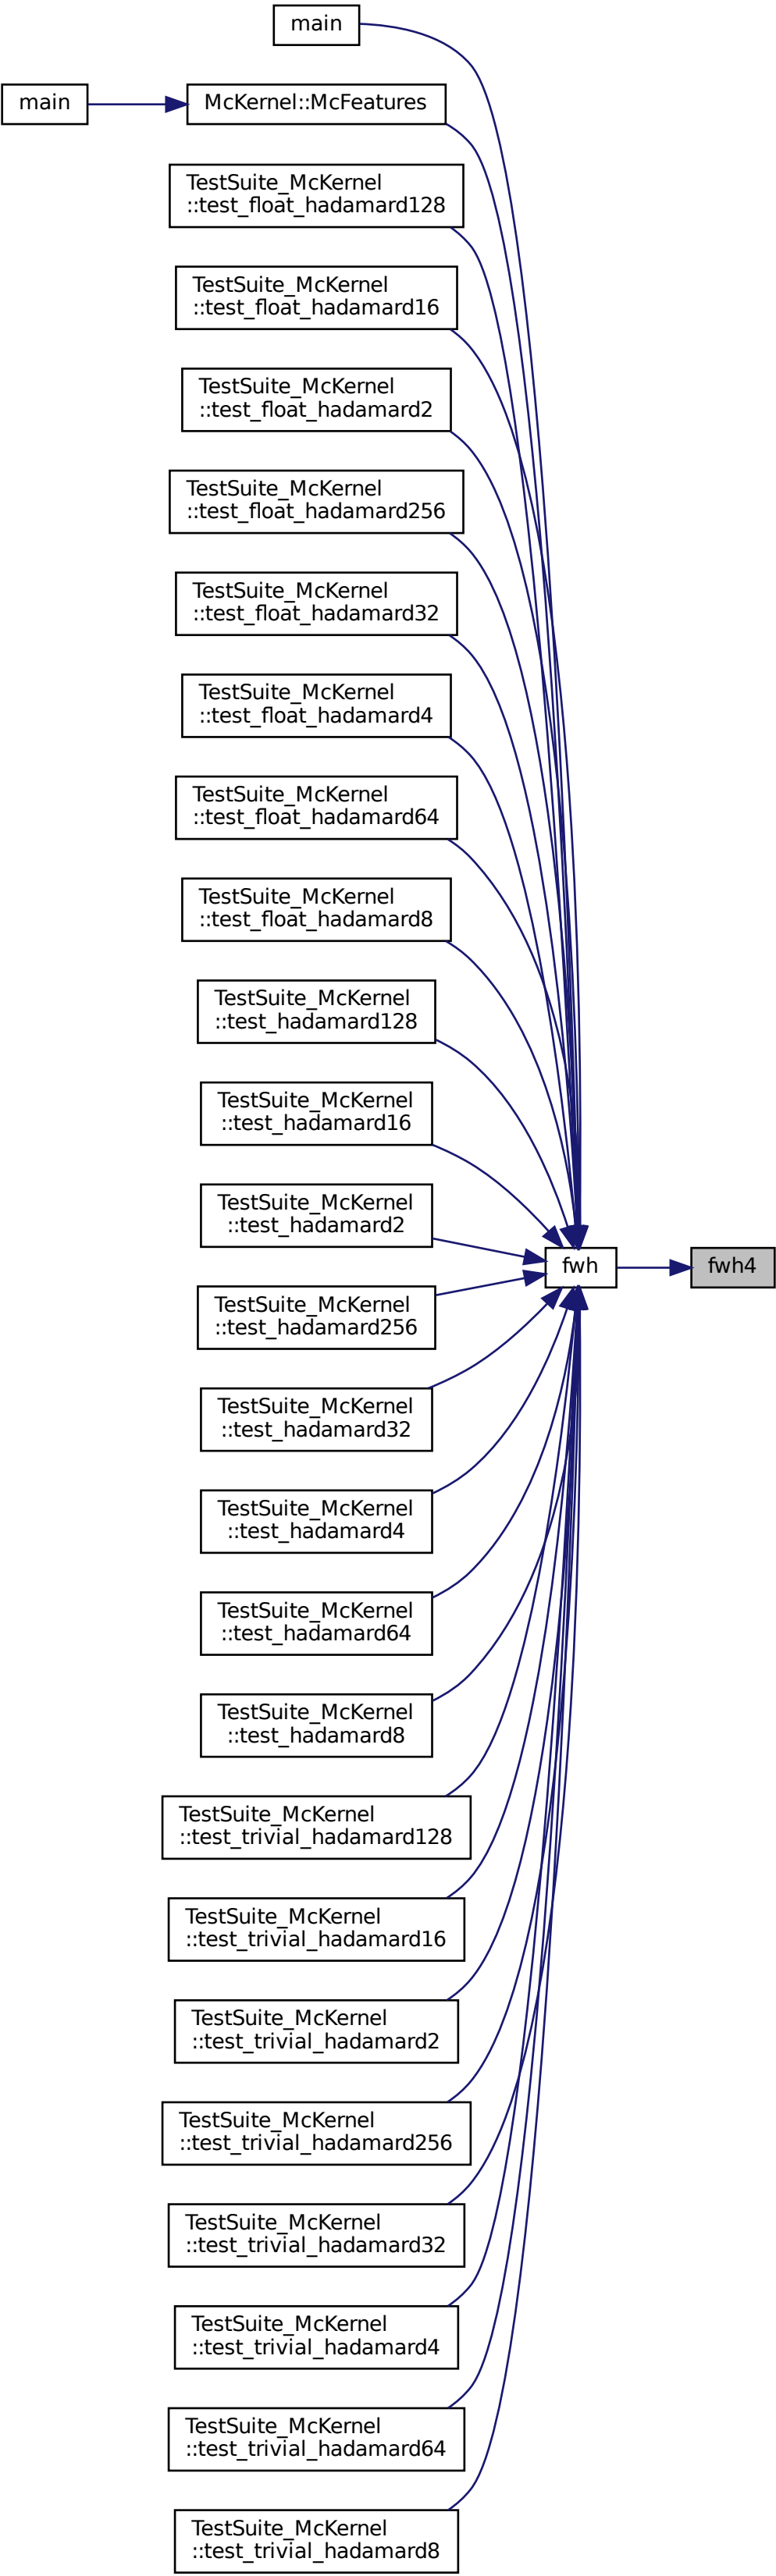 main
main
McKernel::McFeatures
TestSuite_McKernel
::test_float_hadamard128
TestSuite_McKernel
::test_float_hadamard16
TestSuite_McKernel
::test_float_hadamard2
TestSuite_McKernel
::test_float_hadamard256
TestSuite_McKernel
::test_float_hadamard32
TestSuite_McKernel
::test_float_hadamard4
TestSuite_McKernel
::test_float_hadamard64
TestSuite_McKernel
::test_float_hadamard8
TestSuite_McKernel
::test_hadamard128
TestSuite_McKernel
::test_hadamard16
TestSuite_McKernel
::test_hadamard2
fwh
fwh4
TestSuite_McKernel
::test_hadamard256
TestSuite_McKernel
::test_hadamard32
TestSuite_McKernel
::test_hadamard4
TestSuite_McKernel
::test_hadamard64
TestSuite_McKernel
::test_hadamard8
TestSuite_McKernel
::test_trivial_hadamard128
TestSuite_McKernel
::test_trivial_hadamard16
TestSuite_McKernel
::test_trivial_hadamard2
TestSuite_McKernel
::test_trivial_hadamard256
TestSuite_McKernel
::test_trivial_hadamard32
TestSuite_McKernel
::test_trivial_hadamard4
TestSuite_McKernel
::test_trivial_hadamard64
TestSuite_McKernel
::test_trivial_hadamard8